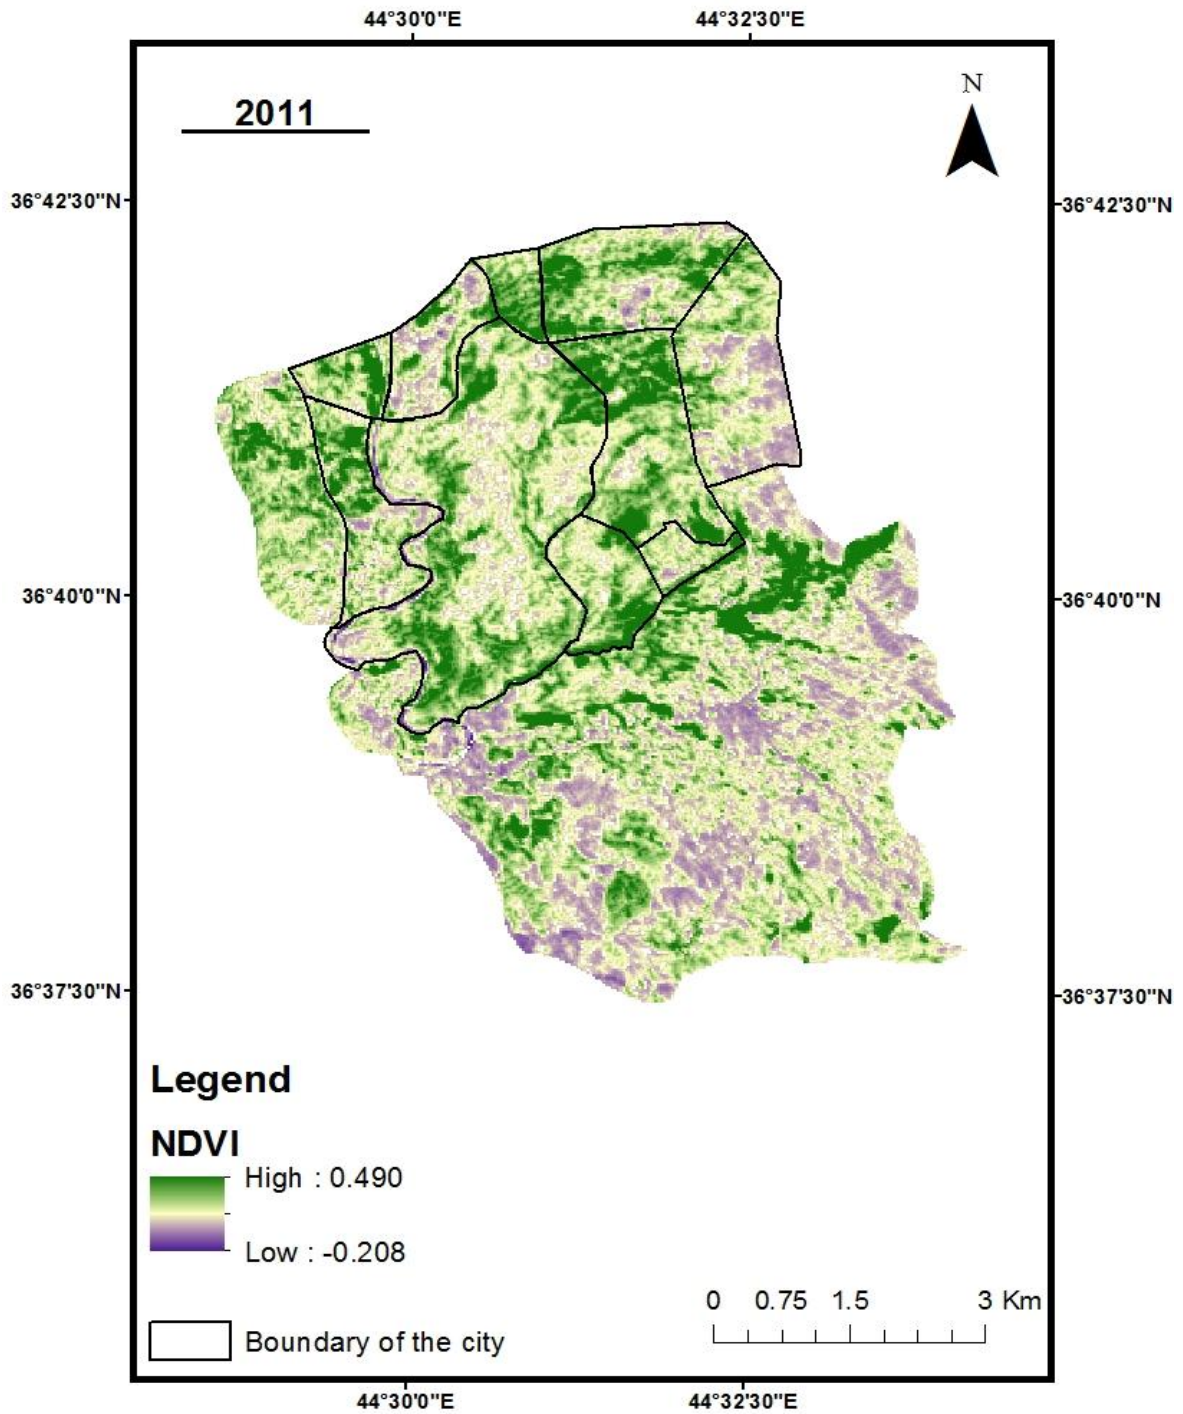 44°30'0"E 44°32'30"E
N
2011
36°42'30"N 36°42'30"N
36°40'0"N 36°40'0"N
36°37'30"N 36°37'30"N
Legend
NDVI
High : 0.490
Low : -0.208
0 0.75 1.5 3 Km
Boundary of the city
44°30'0"E 44°32'30"E